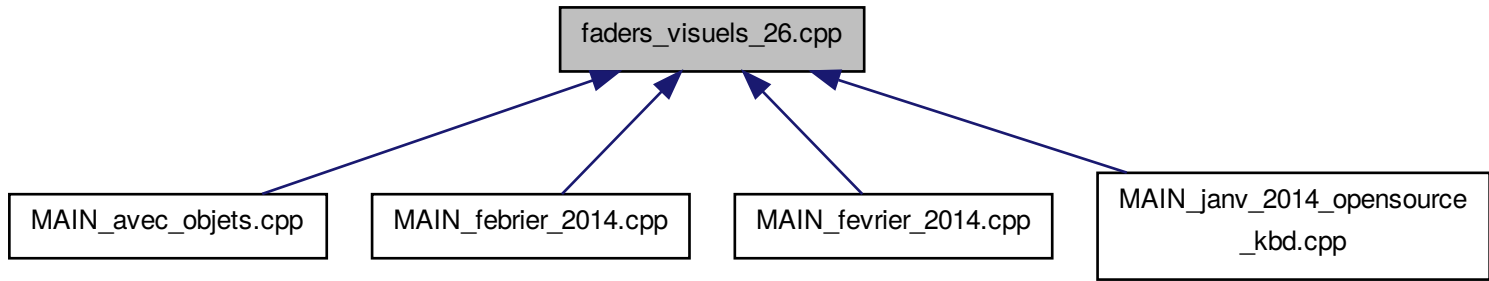 faders_visuels_26.cpp
MAIN_avec_objets.cpp
MAIN_febrier_2014.cpp
MAIN_fevrier_2014.cpp
MAIN_janv_2014_opensource
_kbd.cpp